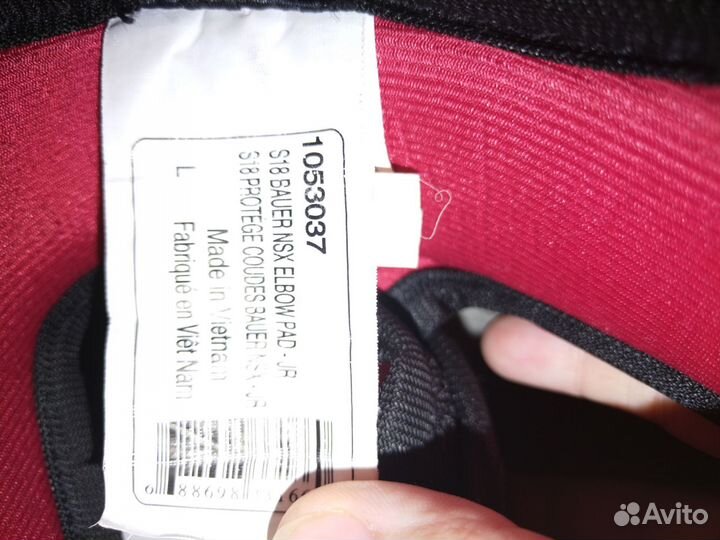 1053037
S18 BAUER NSX ELBOW PAD - JR
S18 PROTEGE COUDES BAUER NSX - JR
L
Made in Vietnam
Fabriqué en Viêt Nam
Avito